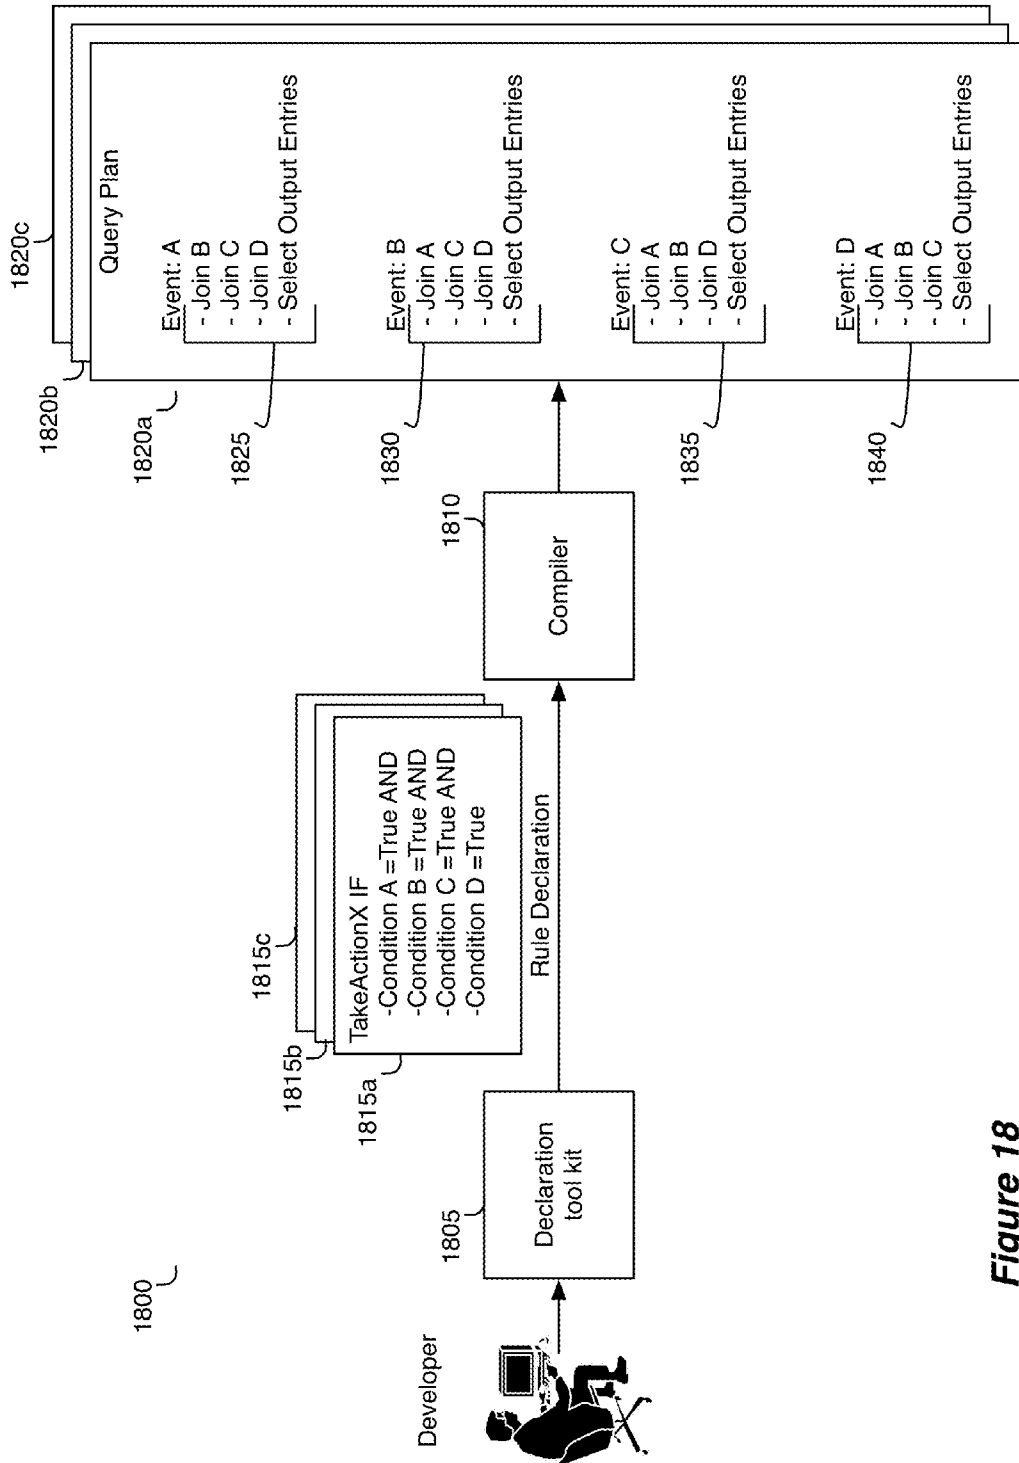 1800
Developer
1805
Declaration
tool kit
1815a
1815b
1815c
TakeActionX IF
-Condition A =True AND
-Condition B =True AND
-Condition C =True AND
-Condition D =True
Rule Declaration
1810
Compiler
1820a
1820b
1820c
Query Plan
1825
Event: A
- Join B
- Join C
- Join D
- Select Output Entries
1830
Event: B
- Join A
- Join C
- Join D
- Select Output Entries
1835
Event: C
- Join A
- Join B
- Join D
- Select Output Entries
1840
Event: D
- Join A
- Join B
- Join C
- Select Output Entries
Figure 18